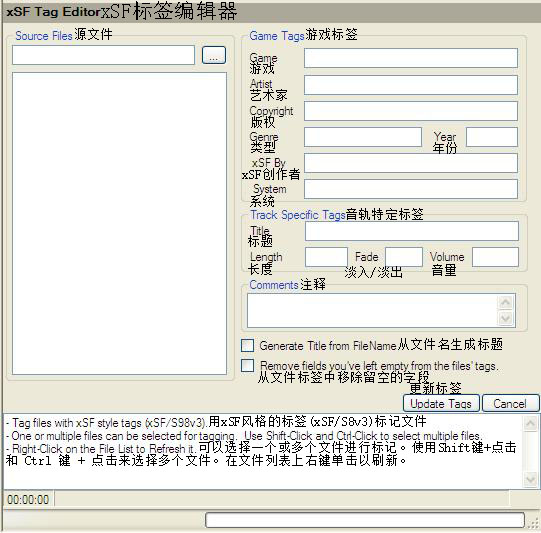 xSF Tag EditorxSF标签编辑器
Source Files源文件
...
Game Tags游戏标签
Game
游戏
Artist
艺术家
Copyright
版权
Genre
类型
Year
年份
xSF By
xSF创作者
System
系统
Track Specific Tags音轨特定标签
Title
标题
Length
长度
Fade
淡入/淡出
Volume
音量
Comments注释
Generate Title from FileName从文件名生成标题
Remove fields you've left empty from the files' tags.
从文件标签中移除留空的字段
更新标签
Update Tags
Cancel
- Tag files with xSF style tags (xSF/S98v3).用xSF风格的标签(xSF/S8v3)标记文件
- One or multiple files can be selected for tagging.  Use Shift-Click and Ctrl-Click to select multiple files.
- Right-Click on the File List to Refresh it.可以选择一个或多个文件进行标记。使用Shift键+点击
和 Ctrl 键 + 点击来选择多个文件。在文件列表上右键单击以刷新。
00:00:00